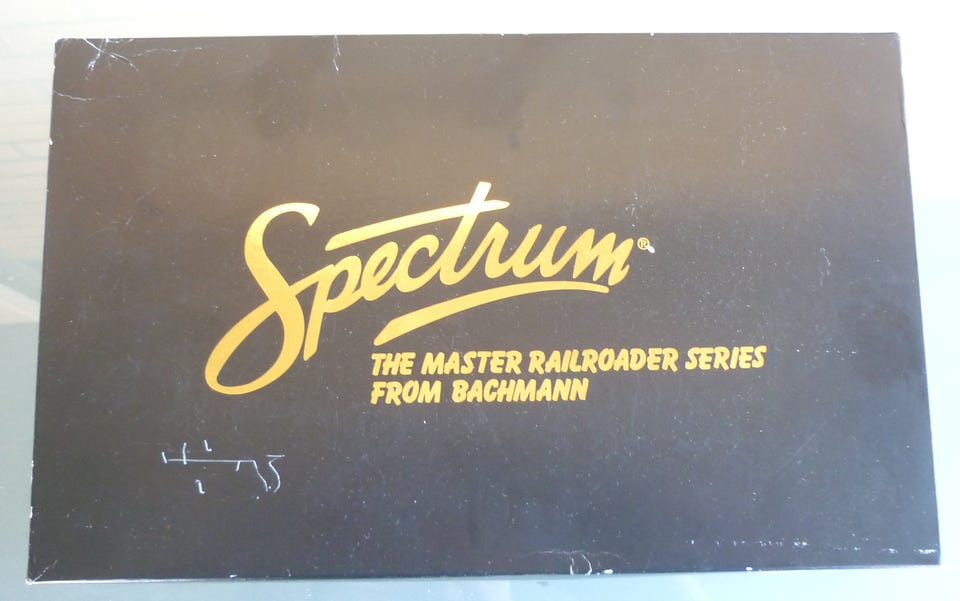 Spectrum®
THE MASTER RAILROADER SERIES
FROM BACHMANN